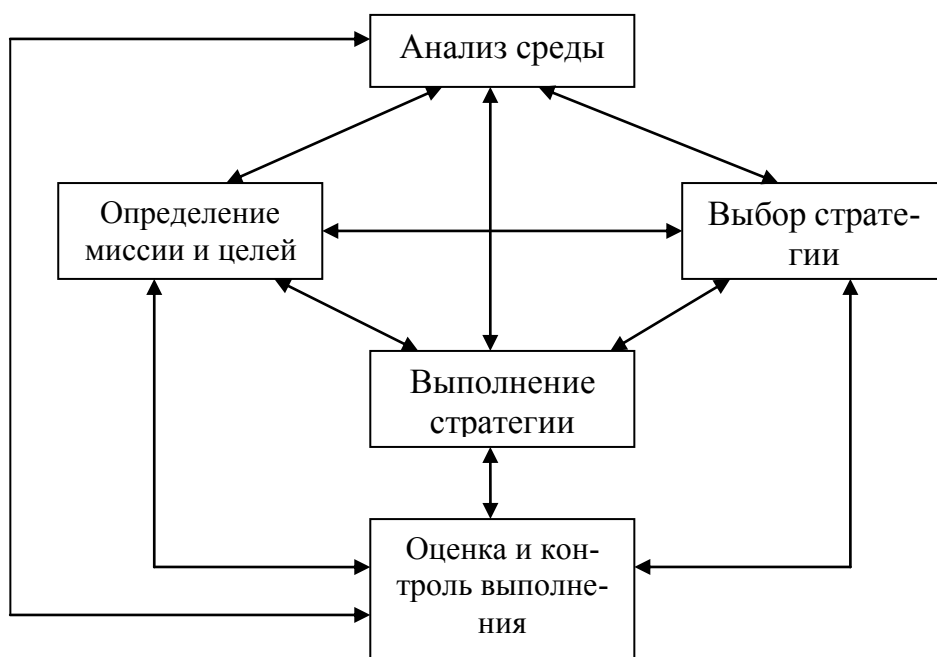 Анализ среды
Определение
миссии и целей
Выбор страте-
гии
Выполнение
стратегии
Оценка и кон-
троль выполне-
ния